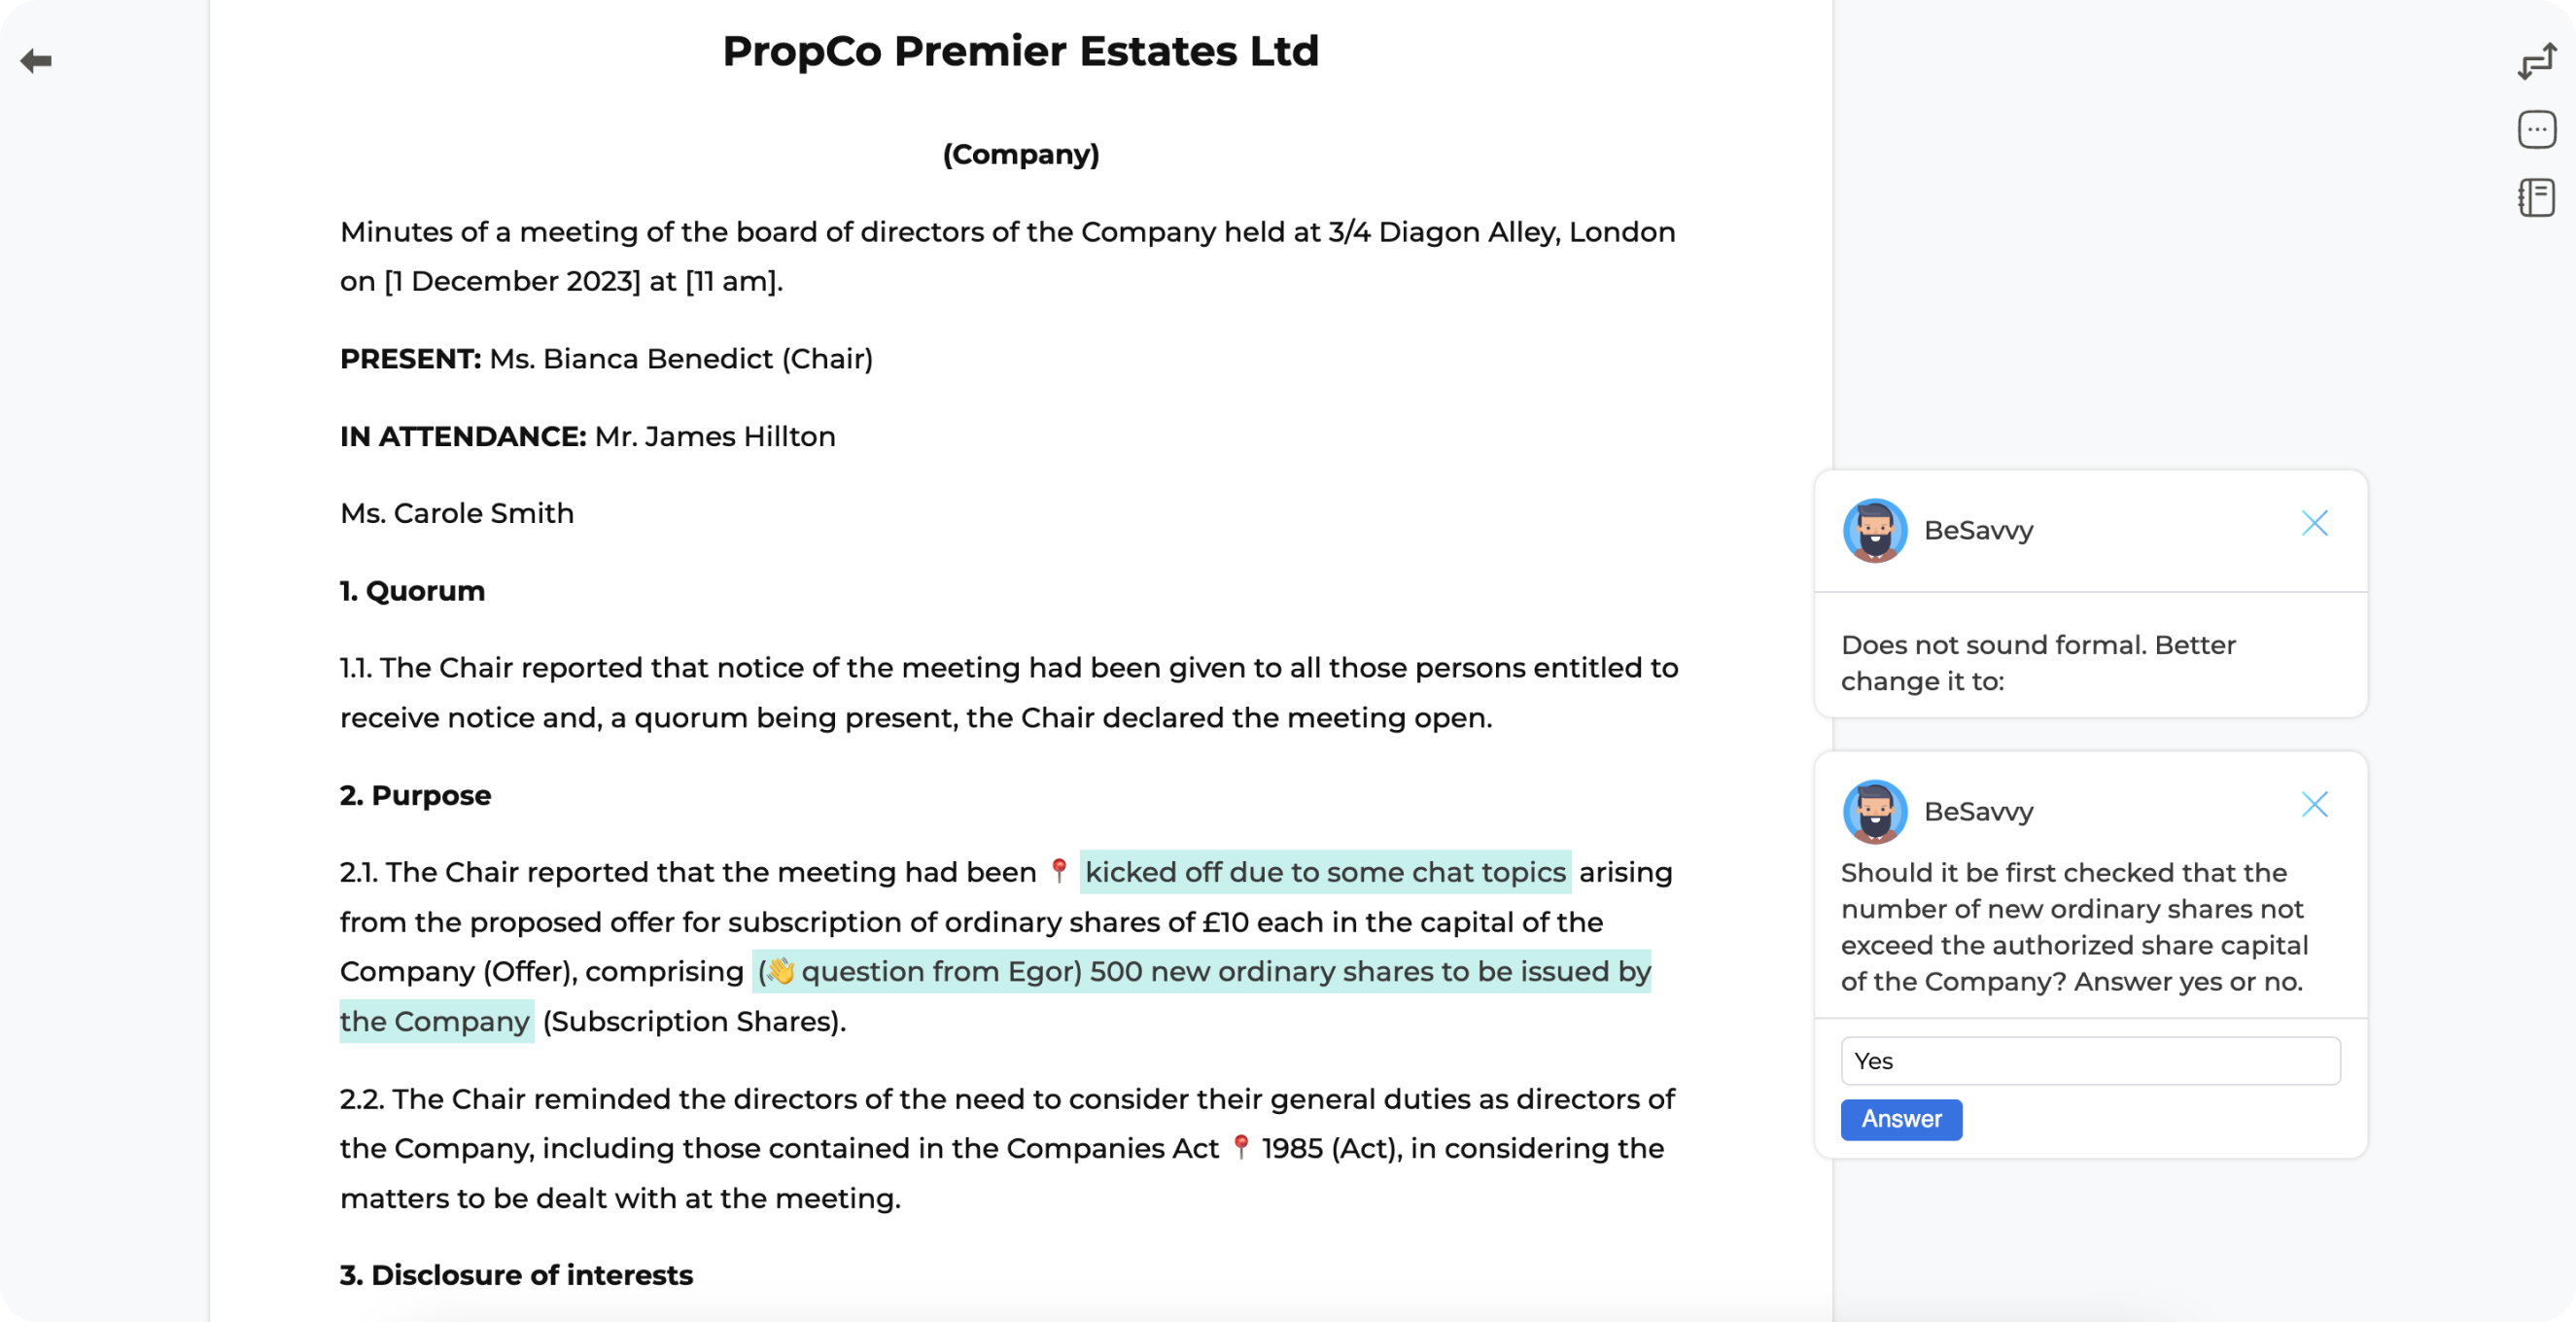 PropCo Premier Estates Ltd
(Company)
Minutes of a meeting of the board of directors of the Company held at 3/4 Diagon Alley, London
on [1 December 2023] at [11 am].
PRESENT: Ms. Bianca Benedict (Chair)
IN ATTENDANCE: Mr. James Hillton
Ms. Carole Smith
1. Quorum
1.1. The Chair reported that notice of the meeting had been given to all those persons entitled to
receive notice and, a quorum being present, the Chair declared the meeting open.
2. Purpose
2.1. The Chair reported that the meeting had been 📍 kicked off due to some chat topics arising
from the proposed offer for subscription of ordinary shares of £10 each in the capital of the
Company (Offer), comprising (👋 question from Egor) 500 new ordinary shares to be issued by
the Company (Subscription Shares).
2.2. The Chair reminded the directors of the need to consider their general duties as directors of
the Company, including those contained in the Companies Act 📍 1985 (Act), in considering the
matters to be dealt with at the meeting.
3. Disclosure of interests
BeSavvy
Does not sound formal. Better
change it to:
BeSavvy
Should it be first checked that the
number of new ordinary shares not
exceed the authorized share capital
of the Company? Answer yes or no.
Yes
Answer